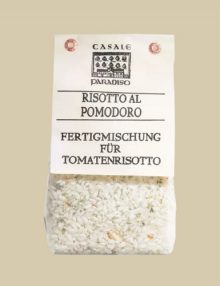 CASALE
PARADISO
RISOTTO AL
POMODORO
FERTIGMISCHUNG
FÜR
TOMATENRISOTTO